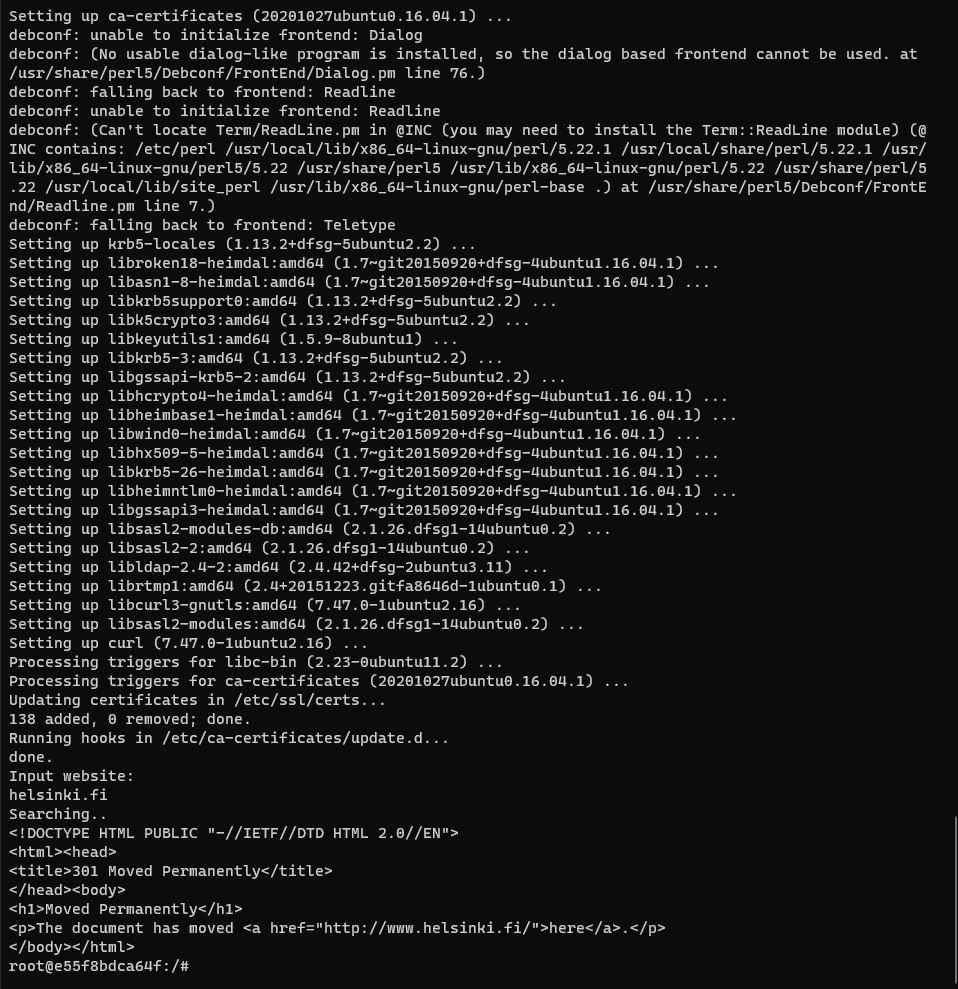 Setting up ca-certificates (20201027ubuntu0.16.04.1) ...
debconf: unable to initialize frontend: Dialog
debconf: (No usable dialog-like program is installed, so the dialog based frontend cannot be used. at
/usr/share/perl5/Debconf/FrontEnd/Dialog.pm line 76.)
debconf: falling back to frontend: Readline
debconf: unable to initialize frontend: Readline
debconf: (Can't locate Term/ReadLine.pm in @INC (you may need to install the Term::ReadLine module) (@
INC contains: /etc/perl /usr/local/lib/x86_64-linux-gnu/perl/5.22.1 /usr/local/share/perl/5.22.1 /usr/
lib/x86_64-linux-gnu/perl5/5.22 /usr/share/perl5 /usr/lib/x86_64-linux-gnu/perl/5.22 /usr/share/perl/5
.22 /usr/local/lib/site_perl /usr/lib/x86_64-linux-gnu/perl-base .) at /usr/share/perl5/Debconf/FrontE
nd/Readline.pm line 7.)
debconf: falling back to frontend: Teletype
Setting up krb5-locales (1.13.2+dfsg-5ubuntu2.2) ...
Setting up libroken18-heimdal:amd64 (1.7~git20150920+dfsg-4ubuntu1.16.04.1) ...
Setting up libasn1-8-heimdal:amd64 (1.7~git20150920+dfsg-4ubuntu1.16.04.1) ...
Setting up libkrb5support0:amd64 (1.13.2+dfsg-5ubuntu2.2) ...
Setting up libk5crypto3:amd64 (1.13.2+dfsg-5ubuntu2.2) ...
Setting up libkeyutils1:amd64 (1.5.9-8ubuntu1) ...
Setting up libkrb5-3:amd64 (1.13.2+dfsg-5ubuntu2.2) ...
Setting up libgssapi-krb5-2:amd64 (1.13.2+dfsg-5ubuntu2.2) ...
Setting up libhcrypto4-heimdal:amd64 (1.7~git20150920+dfsg-4ubuntu1.16.04.1) ...
Setting up libheimbase1-heimdal:amd64 (1.7~git20150920+dfsg-4ubuntu1.16.04.1) ...
Setting up libwind0-heimdal:amd64 (1.7~git20150920+dfsg-4ubuntu1.16.04.1) ...
Setting up libhx509-5-heimdal:amd64 (1.7~git20150920+dfsg-4ubuntu1.16.04.1) ...
Setting up libkrb5-26-heimdal:amd64 (1.7~git20150920+dfsg-4ubuntu1.16.04.1) ...
Setting up libheimntlm0-heimdal:amd64 (1.7~git20150920+dfsg-4ubuntu1.16.04.1) ...
Setting up libgssapi3-heimdal:amd64 (1.7~git20150920+dfsg-4ubuntu1.16.04.1) ...
Setting up libsasl2-modules-db:amd64 (2.1.26.dfsg1-14ubuntu0.2) ...
Setting up libsasl2-2:amd64 (2.1.26.dfsg1-14ubuntu0.2) ...
Setting up libldap-2.4-2:amd64 (2.4.42+dfsg-2ubuntu3.11) ...
Setting up librtmp1:amd64 (2.4+20151223.gitfa8646d-1ubuntu0.1) ...
Setting up libcurl3-gnutls:amd64 (7.47.0-1ubuntu2.16) ...
Setting up libsasl2-modules:amd64 (2.1.26.dfsg1-14ubuntu0.2) ...
Setting up curl (7.47.0-1ubuntu2.16) ...
Processing triggers for libc-bin (2.23-0ubuntu11.2) ...
Processing triggers for ca-certificates (20201027ubuntu0.16.04.1) ...
Updating certificates in /etc/ssl/certs...
138 added, 0 removed; done.
Running hooks in /etc/ca-certificates/update.d...
done.
Input website:
helsinki.fi
Searching..
<!DOCTYPE HTML PUBLIC "-//IETF//DTD HTML 2.0//EN">
<html><head>
<title>301 Moved Permanently</title>
</head><body>
<h1>Moved Permanently</h1>
<p>The document has moved <a href="http://www.helsinki.fi/">here</a>.</p>
</body></html>
root@e55f8bdca64f:/#